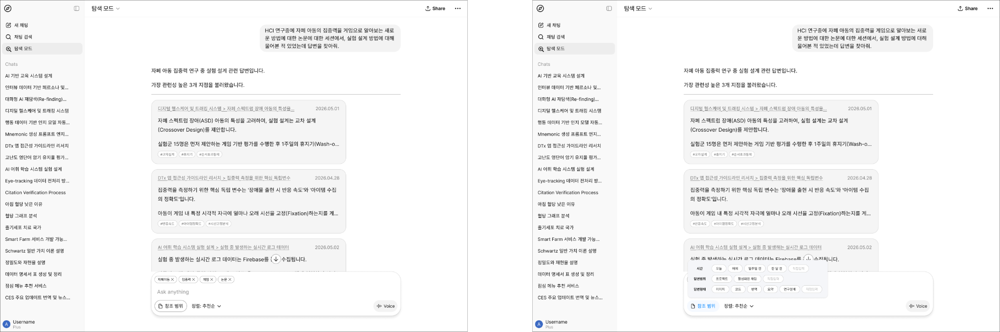 탐색 모드
Share
새 채팅
채팅 검색
탐색 모드
Chats
AI 기반 교육 시스템 설계
인터뷰 데이터 기반 페르소나 및...
대화형 AI 재탐색(Re-finding)...
디지털 헬스케어 및 트래킹 시스템
행동 데이터 기반 인지 모델 자동...
Mnemonic 생성 프롬프트 엔지...
DTx 앱 접근성 가이드라인 리서치
고난도 영단어 암기 유지율 평가...
AI 어휘 학습 시스템 실험 설계
Eye-tracking 데이터 전처리 방...
Citation Verification Process
아침 혈당 낮은 이유
혈당 그래프 분석
줄기세포 치료 국가
Smart Farm 서비스 개발 가능...
Schwartz 일반 가치 이론 설명
정밀도와 재현율 설명
데이터 명세서 표 생성 및 정리
점심 메뉴 추천 서비스
CES 주요 업데이트 번역 및 뉴스...
A
Username
Plus
HCI 연구중에 자폐 아동의 집중력을 게임으로 알아보는 새로
운 방법에 대한 논문에 대한 세션에서, 실험 설계 방법에 대해
물어본 적 있었는데 답변을 찾아줘.
자폐 아동 집중력 연구 중 실험 설계 관련 답변입니다.
가장 관련성 높은 3개 지점을 불러왔습니다.
디지털 헬스케어 및 트래킹 시스템 > 자폐 스펙트럼 장애 아동의 특성을... 2026.05.01
자폐 스펙트럼 장애(ASD) 아동의 특성을 고려하여, 실험 설계는 교차 설계
(Crossover Design)를 제안합니다.
실험군 15명은 먼저 제안하는 게임 기반 평가를 수행한 후 1주일의 휴지기(Wash-o...
#교차설계 #휴지기 #순서효과통제
DTx 앱 접근성 가이드라인 리서치 > 집중력 측정을 위한 핵심 독립변수 2026.04.28
집중력을 측정하기 위한 핵심 독립 변수는 '장애물 출현 시 반응 속도'와 '아이템 수집
의 정확도'입니다.
아동이 게임 내 특정 시각적 자극에 얼마나 오래 시선을 고정(Fixation)하는지를 게...
#반응속도 #아이템정확도 #시선고정분석
AI 어휘 학습 시스템 실험 설계 > 실험 중 발생하는 실시간 로그 데이터 2026.05.02
실험 중 발생하는 실시간 로그 데이터는 Firebase를 수집됩니다.
자폐아동 집중력 게임 논문
Ask anything
참조 범위 정렬: 추천순 Voice
탐색 모드
Share
새 채팅
채팅 검색
탐색 모드
Chats
AI 기반 교육 시스템 설계
인터뷰 데이터 기반 페르소나 및...
대화형 AI 재탐색(Re-finding)...
디지털 헬스케어 및 트래킹 시스템
행동 데이터 기반 인지 모델 자동...
Mnemonic 생성 프롬프트 엔지...
DTx 앱 접근성 가이드라인 리서치
고난도 영단어 암기 유지율 평가...
AI 어휘 학습 시스템 실험 설계
Eye-tracking 데이터 전처리 방...
Citation Verification Process
아침 혈당 낮은 이유
혈당 그래프 분석
줄기세포 치료 국가
Smart Farm 서비스 개발 가능...
Schwartz 일반 가치 이론 설명
정밀도와 재현율 설명
데이터 명세서 표 생성 및 정리
점심 메뉴 추천 서비스
CES 주요 업데이트 번역 및 뉴스...
A
Username
Plus
HCI 연구중에 자폐 아동의 집중력을 게임으로 알아보는 새로
운 방법에 대한 논문에 대한 세션에서, 실험 설계 방법에 대해
물어본 적 있었는데 답변을 찾아줘.
자폐 아동 집중력 연구 중 실험 설계 관련 답변입니다.
가장 관련성 높은 3개 지점을 불러왔습니다.
디지털 헬스케어 및 트래킹 시스템 > 자폐 스펙트럼 장애 아동의 특성을... 2026.05.01
자폐 스펙트럼 장애(ASD) 아동의 특성을 고려하여, 실험 설계는 교차 설계
(Crossover Design)를 제안합니다.
실험군 15명은 먼저 제안하는 게임 기반 평가를 수행한 후 1주일의 휴지기(Wash-o...
#교차설계 #휴지기 #순서효과통제
DTx 앱 접근성 가이드라인 리서치 > 집중력 측정을 위한 핵심 독립변수 2026.04.28
집중력을 측정하기 위한 핵심 독립 변수는 '장애물 출현 시 반응 속도'와 '아이템 수집
의 정확도'입니다.
아동이 게임 내 특정 시각적 자극에 얼마나 오래 시선을 고정(Fixation)하는지를 게...
#반응속도 #아이템정확도 #시선고정분석
AI 어휘 학습 시스템 실험 설계 > 실험 중 발생하는 실시간 로그 데이터 2026.05.02
실험 중 발생하는 실시간 로그 데이터는 Firebase를 수집됩니다.
시간 오늘 어제 일주일 전 한 달 전 직접입력
답변범위 프로젝트 활성화된 채팅 직접입력
답변형태 이미지 코드 번역 요약 연구설계 직접입력
참조 범위 정렬: 추천순 Voice